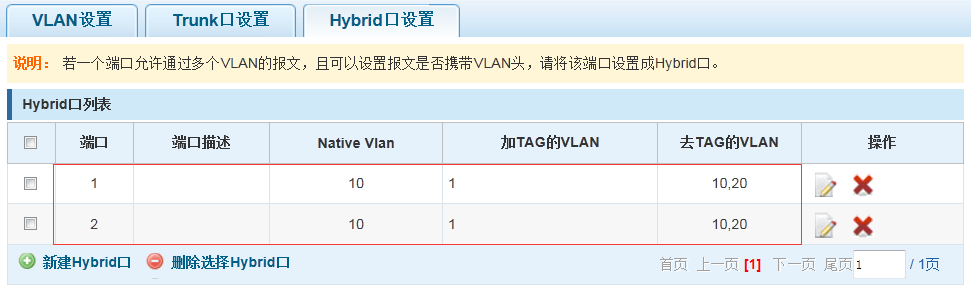 VLAN设置 Trunk口设置 Hybrid口设置
说明： 若一个端口允许通过多个VLAN的报文，且可以设置报文是否携带VLAN头，请将该端口设置成Hybrid口。
Hybrid口列表
端口 端口描述 Native Vlan 加TAG的VLAN 去TAG的VLAN 操作
1 10 1 10,20
2 10 1 10,20
新建Hybrid口 删除选择Hybrid口 首页 上一页 [1] 下一页 尾页 1 / 1页